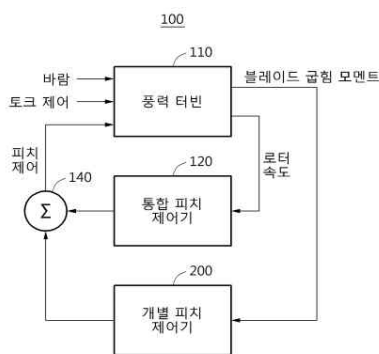 100
110
블레이드 굽힘 모멘트
바람
토크 제어
풍력 터빈
피치
제어
140
Σ
120
통합 피치
제어기
로터
속도
200
개별 피치
제어기